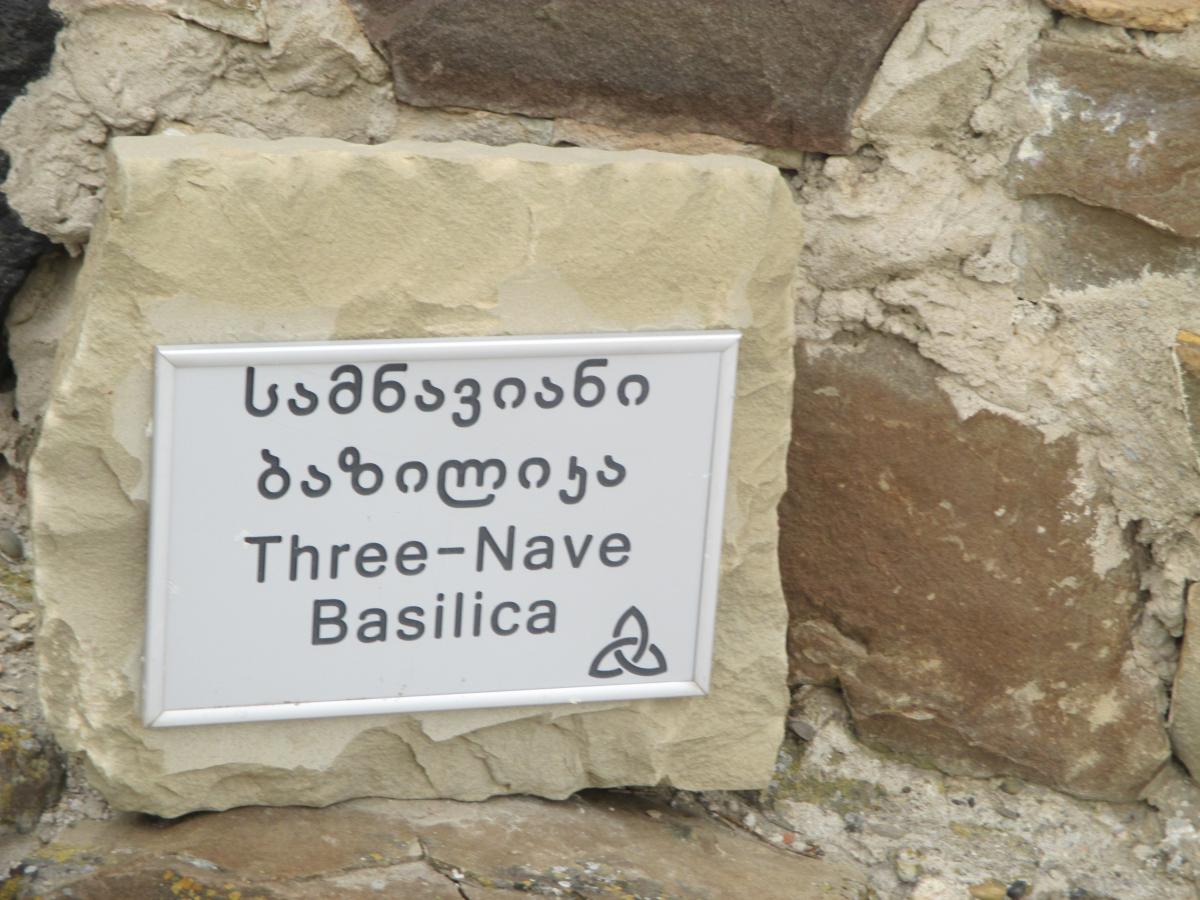 სამნავიანი
ბაზილიკა
Three-Nave
Basilica